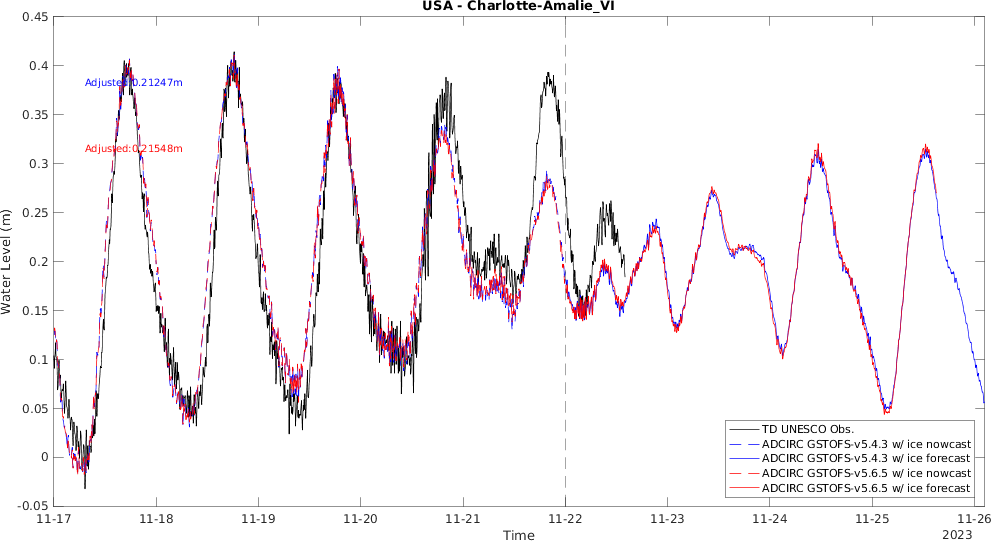 USA - Charlotte-Amalie_VI
0.45
0.4
0.35
0.3
0.25
0.2
0.15
0.1
0.05
0
-0.05
Water Level (m)
Adjusted:0.21247m
Adjusted:0.21548m
TD UNESCO Obs.
ADCIRC GSTOFS-v5.4.3 w/ ice nowcast
ADCIRC GSTOFS-v5.4.3 w/ ice forecast
ADCIRC GSTOFS-v5.6.5 w/ ice nowcast
ADCIRC GSTOFS-v5.6.5 w/ ice forecast
11-17 11-18 11-19 11-20 11-21 11-22 11-23 11-24 11-25 11-26
Time
2023